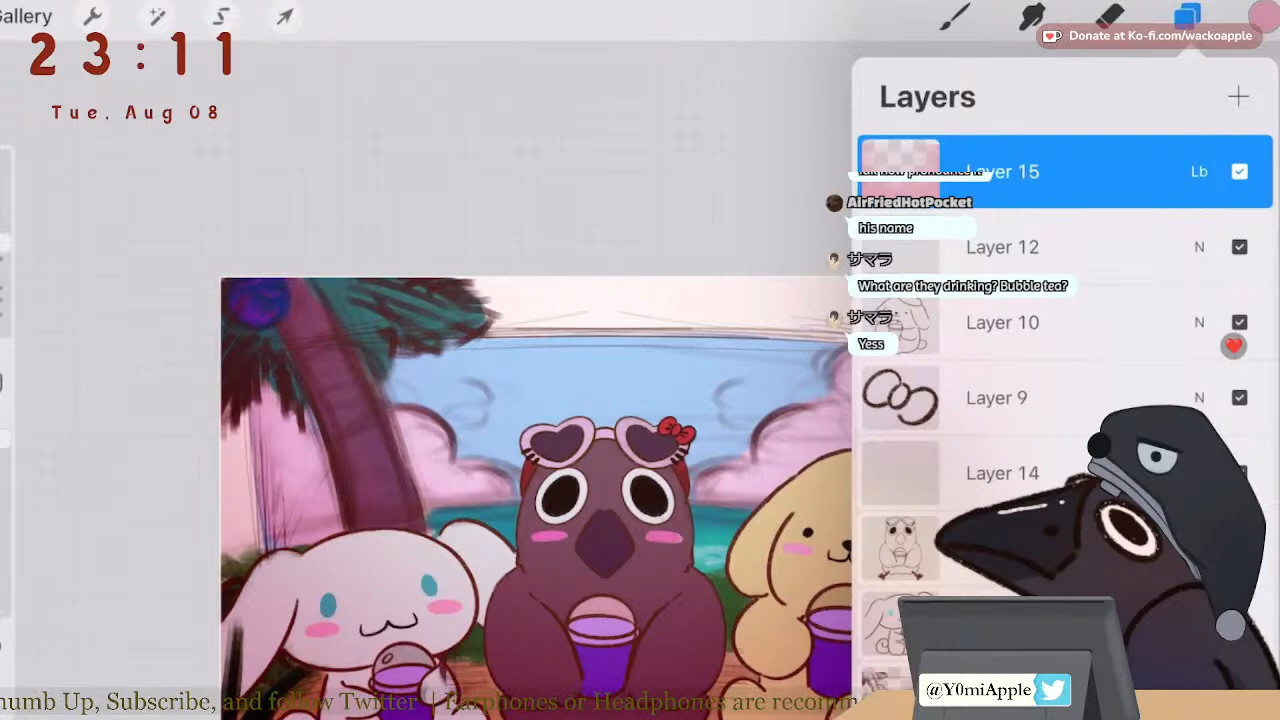 Gallery
Donate at Ko-fi.com/wackoapple
23:11
Tue. Aug 08
Layers
Layer 15
Lb
AirFriedHotPocket
his name
Layer 12
N
サマラ
What are they drinking? Bubble tea?
サマラ
Layer 10
N
Yess
Layer 9
N
Layer 14
@Y0miApple
humb Up, Subscribe, and follow Twitter | Earphones or Headphones are recomm